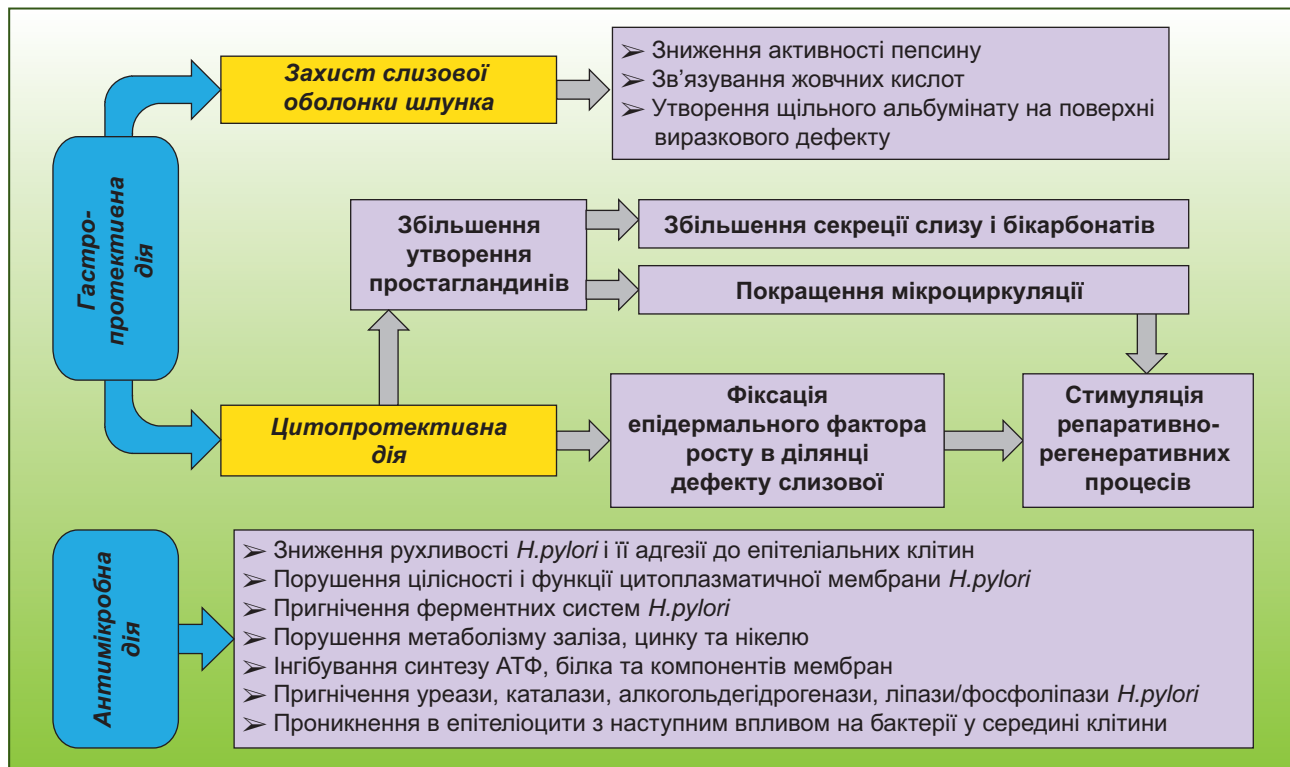 Гастро-
протективна
дія
Захист слизової
оболонки шлунка
➢ Зниження активності пепсину
➢ Зв’язування жовчних кислот
➢ Утворення щільного альбумінату на поверхні
виразкового дефекту
Збільшення
утворення
простагландинів
Збільшення секреції слизу і бікарбонатів
Покращення мікроциркуляції
Цитопротективна
дія
Фіксація
епідермального фактора
росту в ділянці
дефекту слизової
Стимуляція
репаративно-
регенеративних
процесів
Антимікробна
дія
➢ Зниження рухливості H.pylori і її адгезії до епітеліальних клітин
➢ Порушення цілісності і функції цитоплазматичної мембрани H.pylori
➢ Пригнічення ферментних систем H.pylori
➢ Порушення метаболізму заліза, цинку та нікелю
➢ Інгібування синтезу АТФ, білка та компонентів мембран
➢ Пригнічення уреази, каталази, алкогольдегідрогенази, ліпази/фосфоліпази H.pylori
➢ Проникнення в епітеліоцити з наступним впливом на бактерії у середині клітини